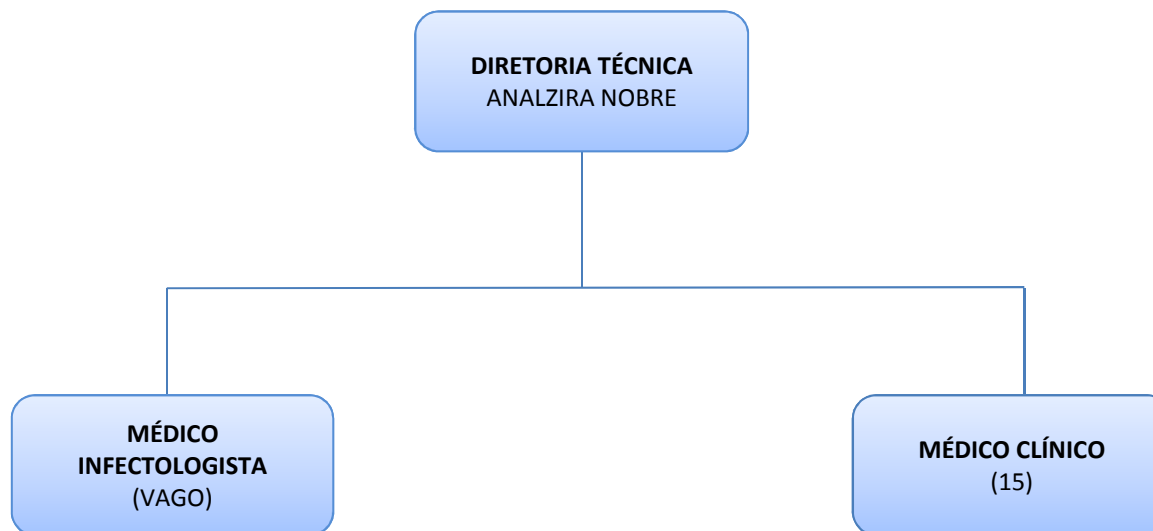 DIRETORIA TÉCNICA
ANALZIRA NOBRE
MÉDICO
INFECTOLOGISTA
(VAGO)
MÉDICO CLÍNICO
(15)